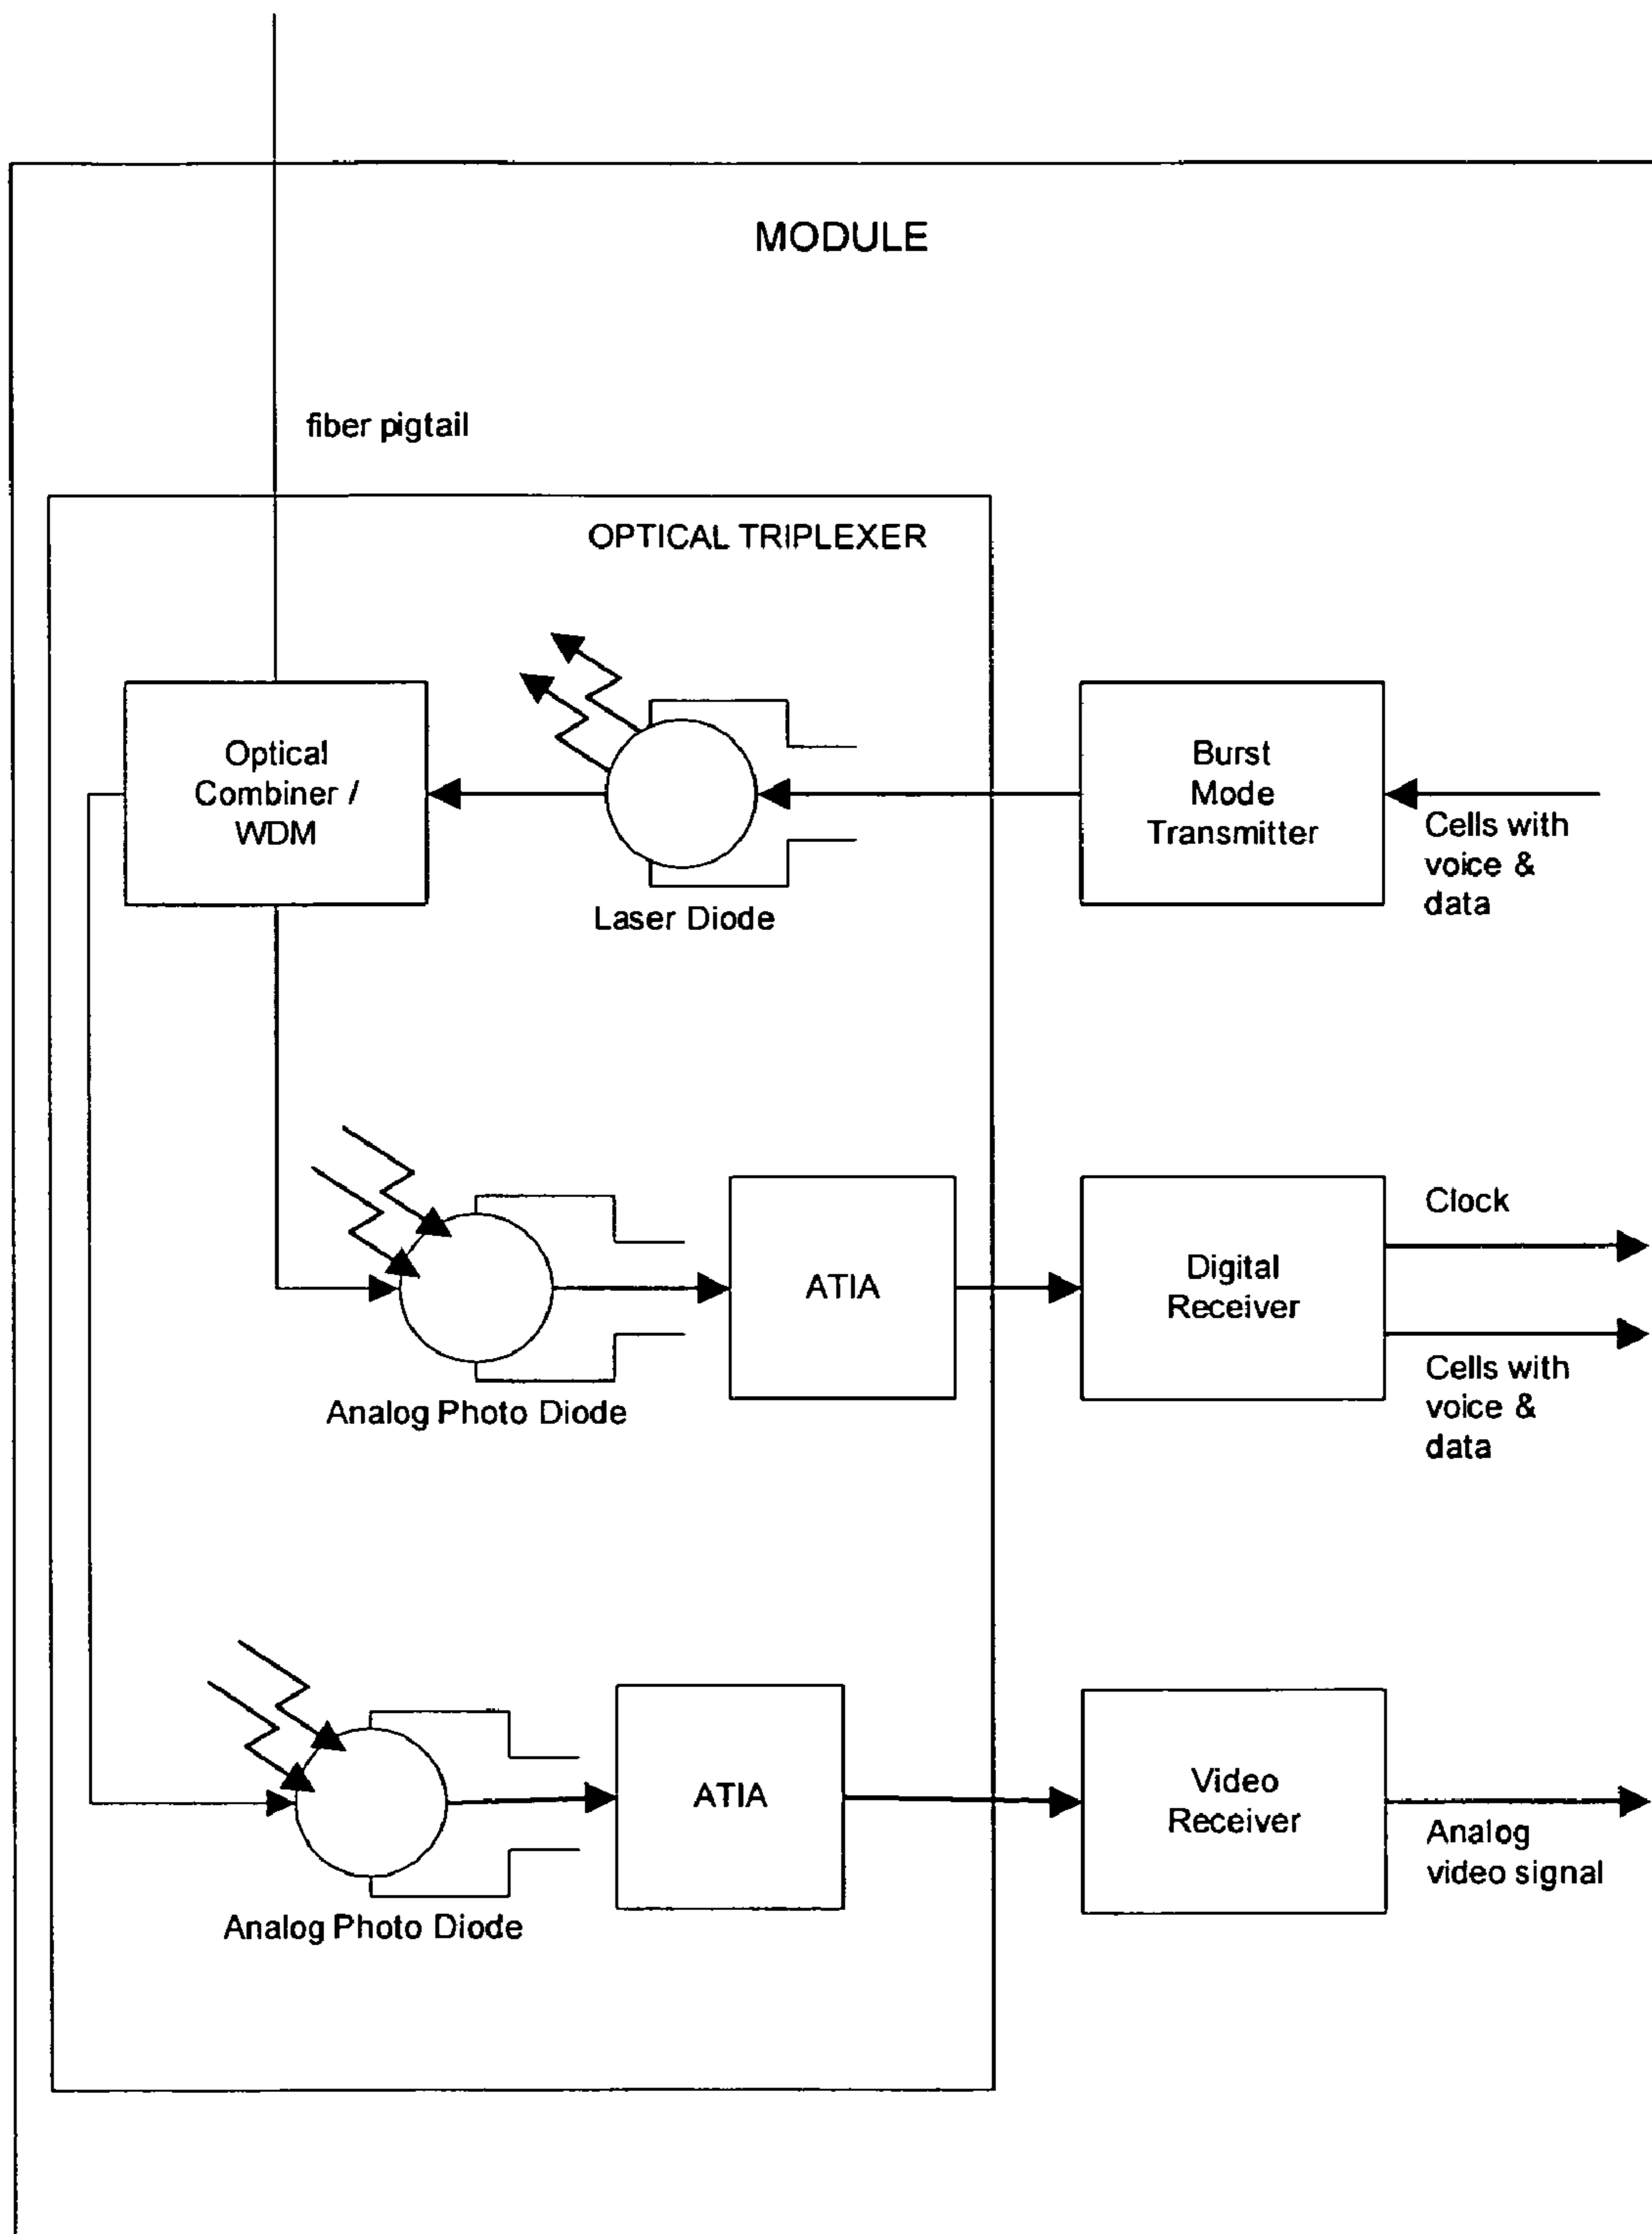 MODULE
fiber pigtail
OPTICAL TRIPLEXER
Optical
Combiner /
WDM
Laser Diode
Burst
Mode
Transmitter
Cells with
voice &
data
Analog Photo Diode
ATIA
Digital
Receiver
Clock
Cells with
voice &
data
Analog Photo Diode
ATIA
Video
Receiver
Analog
video signal